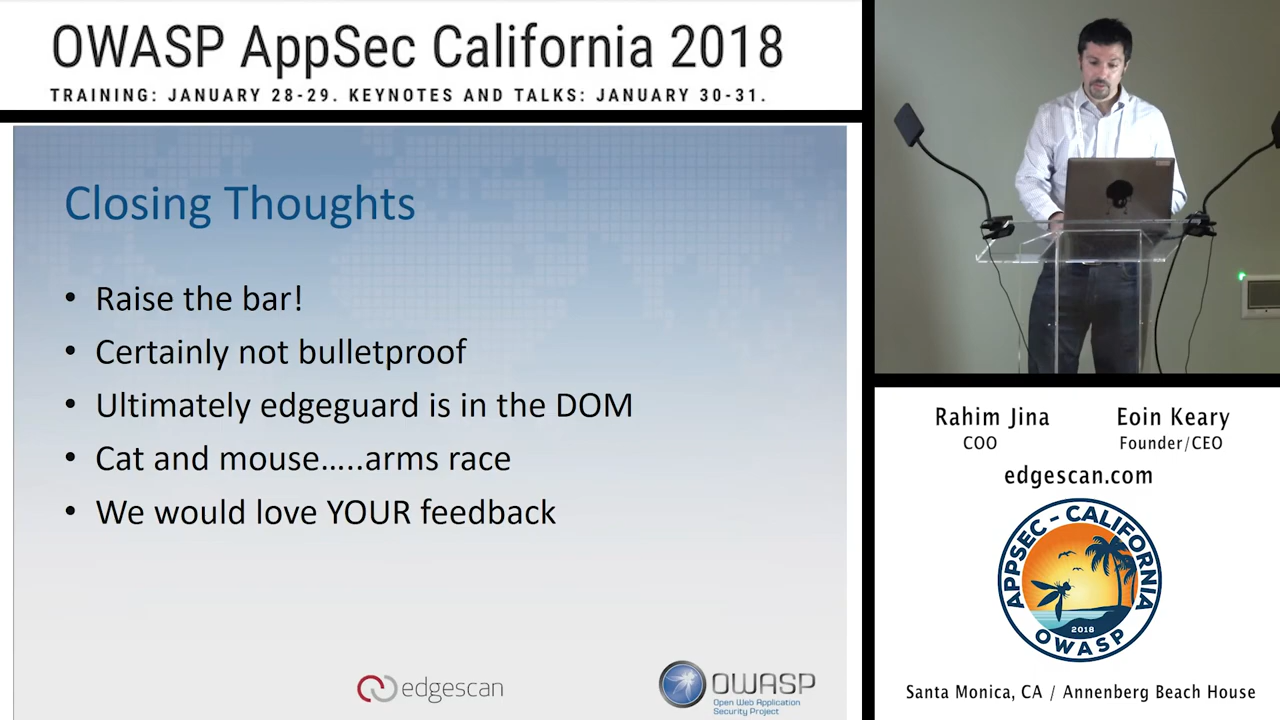 OWASP AppSec California 2018
TRAINING: JANUARY 28-29. KEYNOTES AND TALKS: JANUARY 30-31.
Closing Thoughts
• Raise the bar!
• Certainly not bulletproof
• Ultimately edgeguard is in the DOM
• Cat and mouse.....arms race
• We would love YOUR feedback
edgescan
OWASP
Open Web Application
Security Project
Rahim Jina
COO
Eoin Keary
Founder/CEO
edgescan.com
APPSEC - CALIFORNIA
2018
OWASP
Santa Monica, CA / Annenberg Beach House